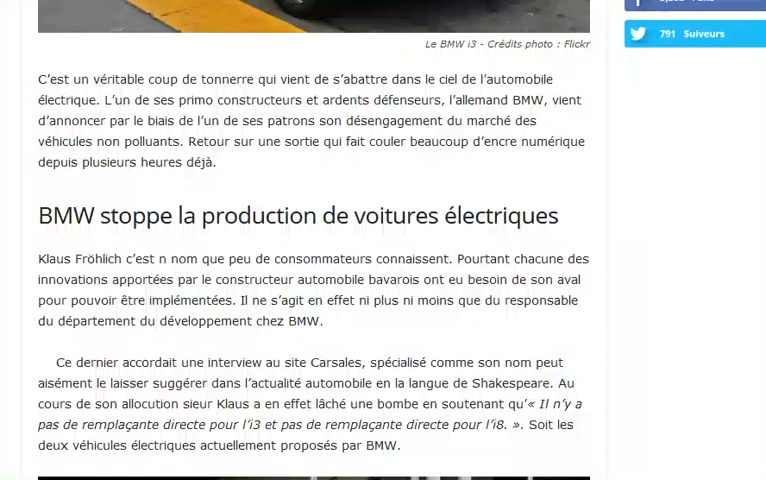 791 Suiveurs
Le BMW i3 - Crédits photo : Flickr
C'est un véritable coup de tonnerre qui vient de s'abattre dans le ciel de l'automobile
électrique. L'un de ses primo constructeurs et ardents défenseurs, l'allemand BMW, vient
d'annoncer par le biais de l'un de ses patrons son désengagement du marché des
véhicules non polluants. Retour sur une sortie qui fait couler beaucoup d'encre numérique
depuis plusieurs heures déjà.
BMW stoppe la production de voitures électriques
Klaus Fröhlich c'est n nom que peu de consommateurs connaissent. Pourtant chacune des
innovations apportées par le constructeur automobile bavarois ont eu besoin de son aval
pour pouvoir être implémentées. Il ne s'agit en effet ni plus ni moins que du responsable
du département du développement chez BMW.
Ce dernier accordait une interview au site Carsales, spécialisé comme son nom peut
aisément le laisser suggérer dans l'actualité automobile en la langue de Shakespeare. Au
cours de son allocution sieur Klaus a en effet lâché une bombe en soutenant qu'« Il n'y a
pas de remplaçante directe pour l'i3 et pas de remplaçante directe pour l'i8. ». Soit les
deux véhicules électriques actuellement proposés par BMW.